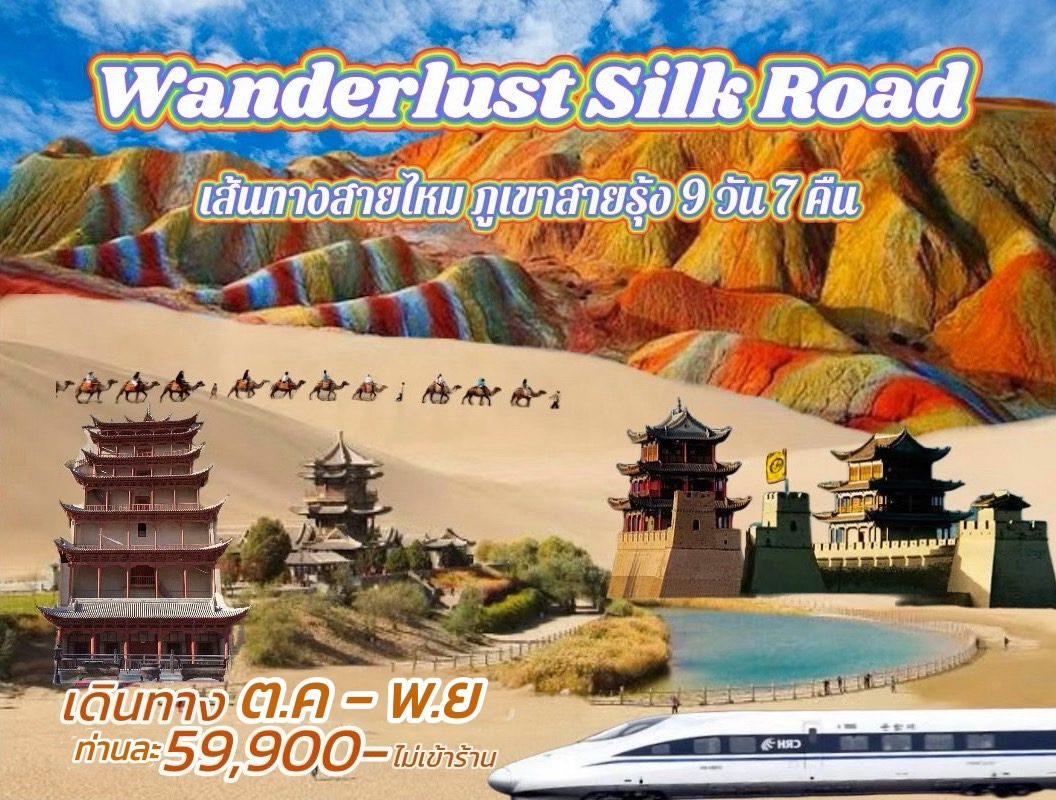 Wanderlust Silk Road
เส้นทางสายไหม ภูเขาสายรุ้ง 9 วัน 7 คืน
เดินทาง ต.ค - พ.ย
ท่านละ 59,900- ไม่เข้าร้าน
CRH